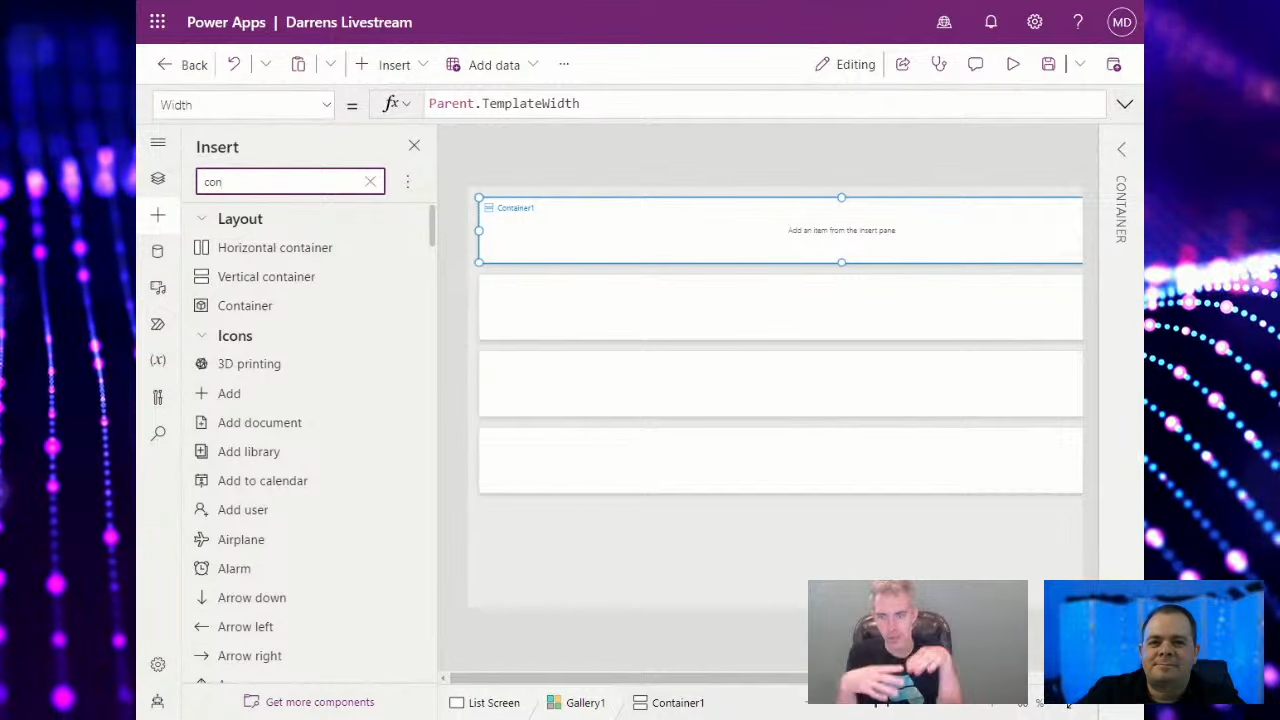 Power Apps | Darrens Livestream
MD
Back
Insert
Add data
Editing
Width
=
fx
Parent.TemplateWidth
Insert
con
Layout
Horizontal container
Vertical container
Container
Icons
3D printing
Add
Add document
Add library
Add to calendar
Add user
Airplane
Alarm
Arrow down
Arrow left
Arrow right
Get more components
Container1
Add an item from the insert pane
CONTAINER
List Screen
Gallery1
Container1
%